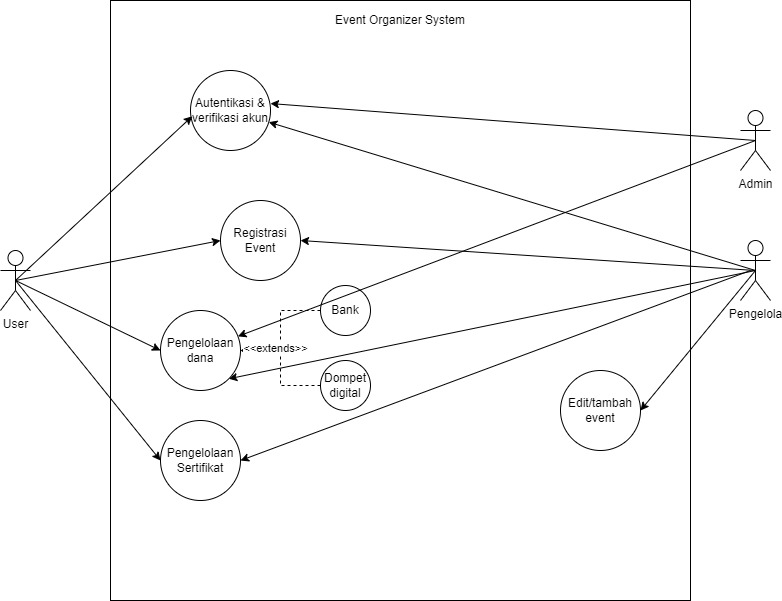 Event Organizer System
Autentikasi &
verifikasi akun
Admin
Registrasi
Event
User
Bank
Pengelola
Pengelolaan
dana
<<extends>>
Dompet
digital
Edit/tambah
event
Pengelolaan
Sertifikat